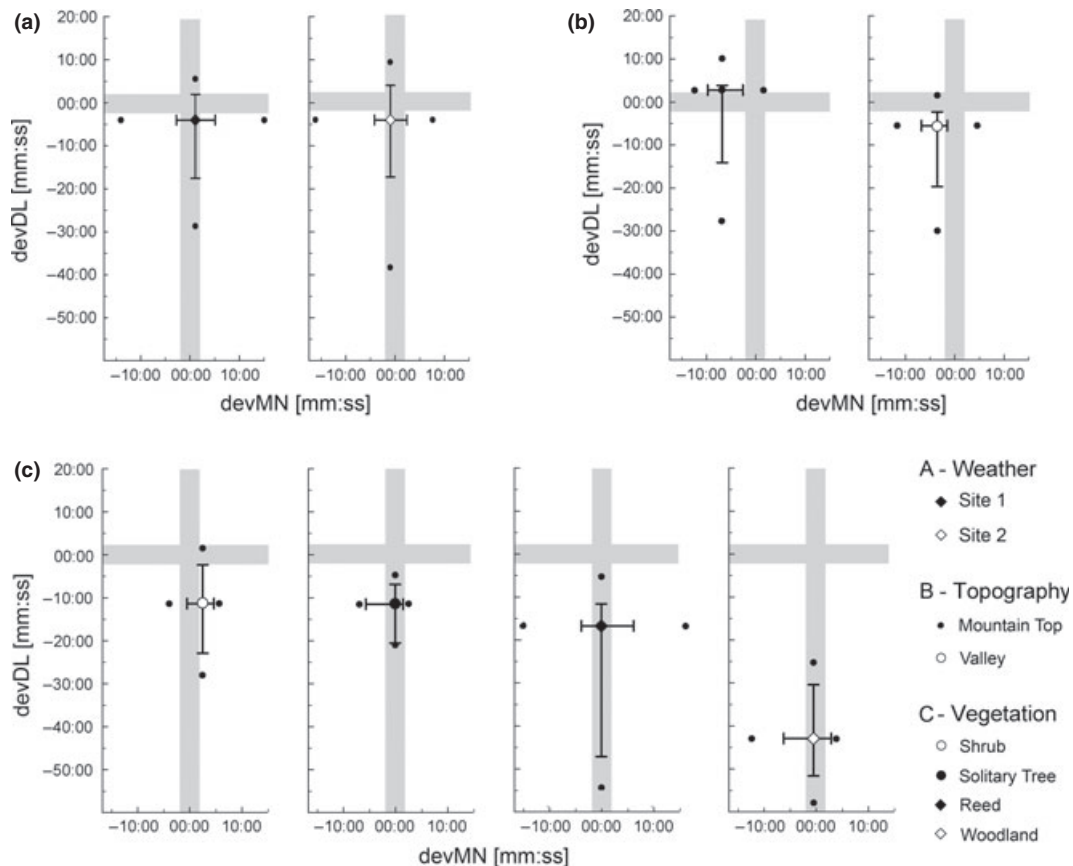 (a)
20:00
10:00
00:00
–10:00
–20:00
–30:00
–40:00
–50:00
devDL [mm:ss]
–10:00 00:00 10:00
–10:00 00:00 10:00
devMN [mm:ss]
(b)
20:00
10:00
00:00
–10:00
–20:00
–30:00
–40:00
–50:00
devDL [mm:ss]
–10:00 00:00 10:00
–10:00 00:00 10:00
devMN [mm:ss]
(c)
20:00
10:00
00:00
–10:00
–20:00
–30:00
–40:00
–50:00
devDL [mm:ss]
–10:00 00:00 10:00
–10:00 00:00 10:00
–10:00 00:00 10:00
–10:00 00:00 10:00
devMN [mm:ss]
A - Weather
Site 1
Site 2
B - Topography
Mountain Top
Valley
C - Vegetation
Shrub
Solitary Tree
Reed
Woodland